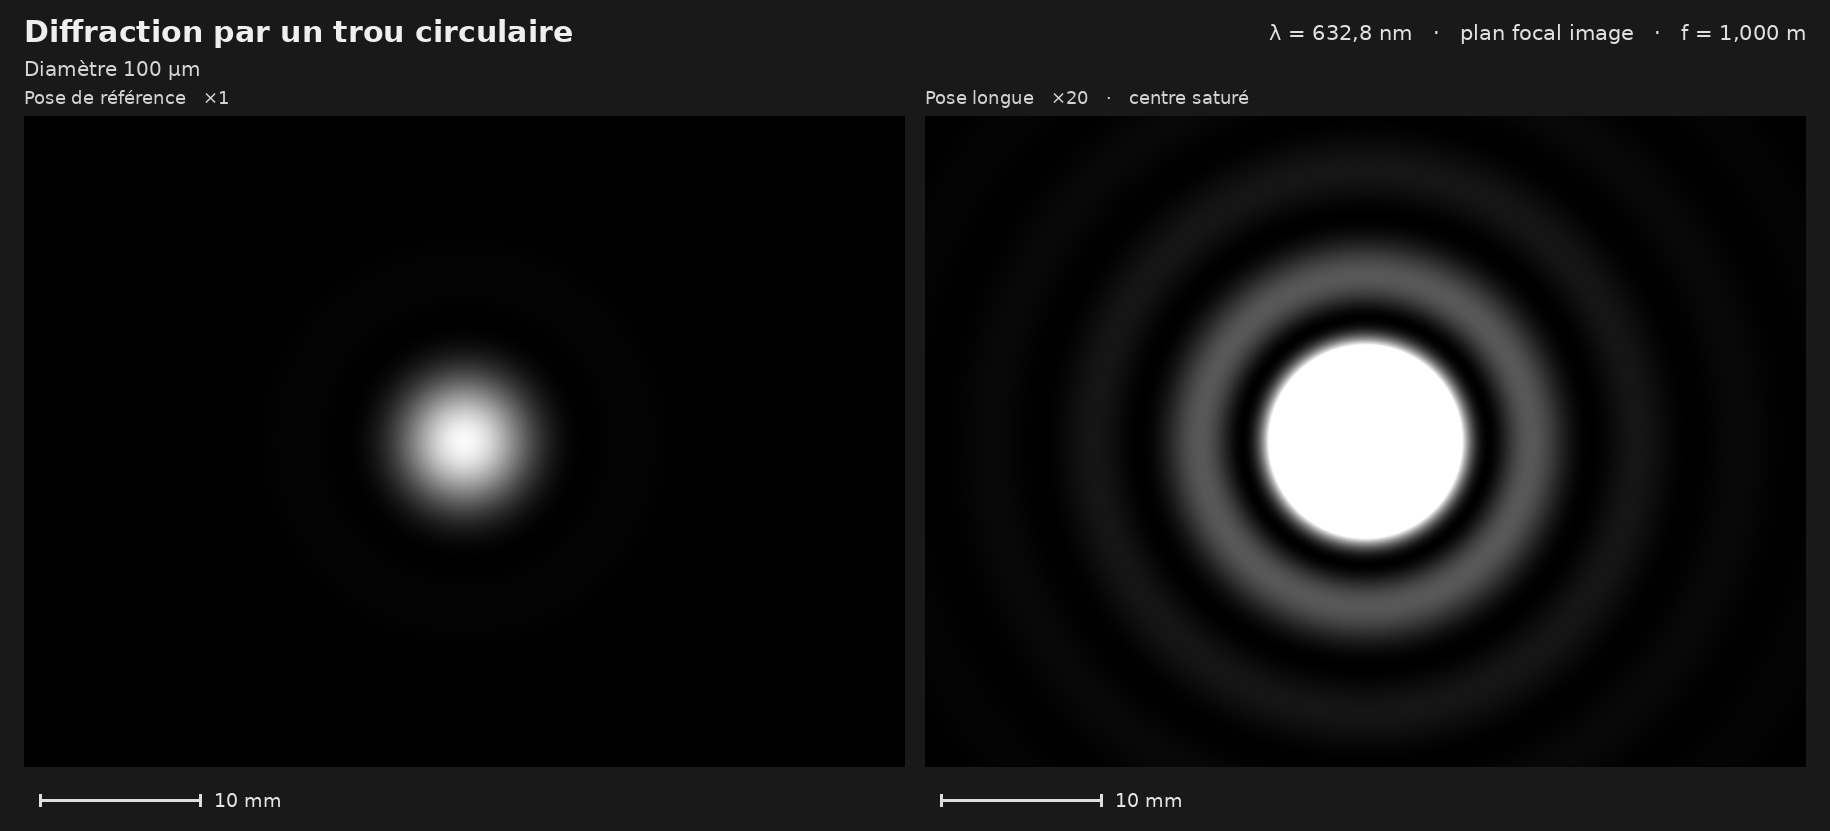 Diffraction par un trou circulaire
λ = 632,8 nm · plan focal image · f = 1,000 m
Diamètre 100 µm
Pose de référence ×1
Pose longue ×20 · centre saturé
10 mm
10 mm